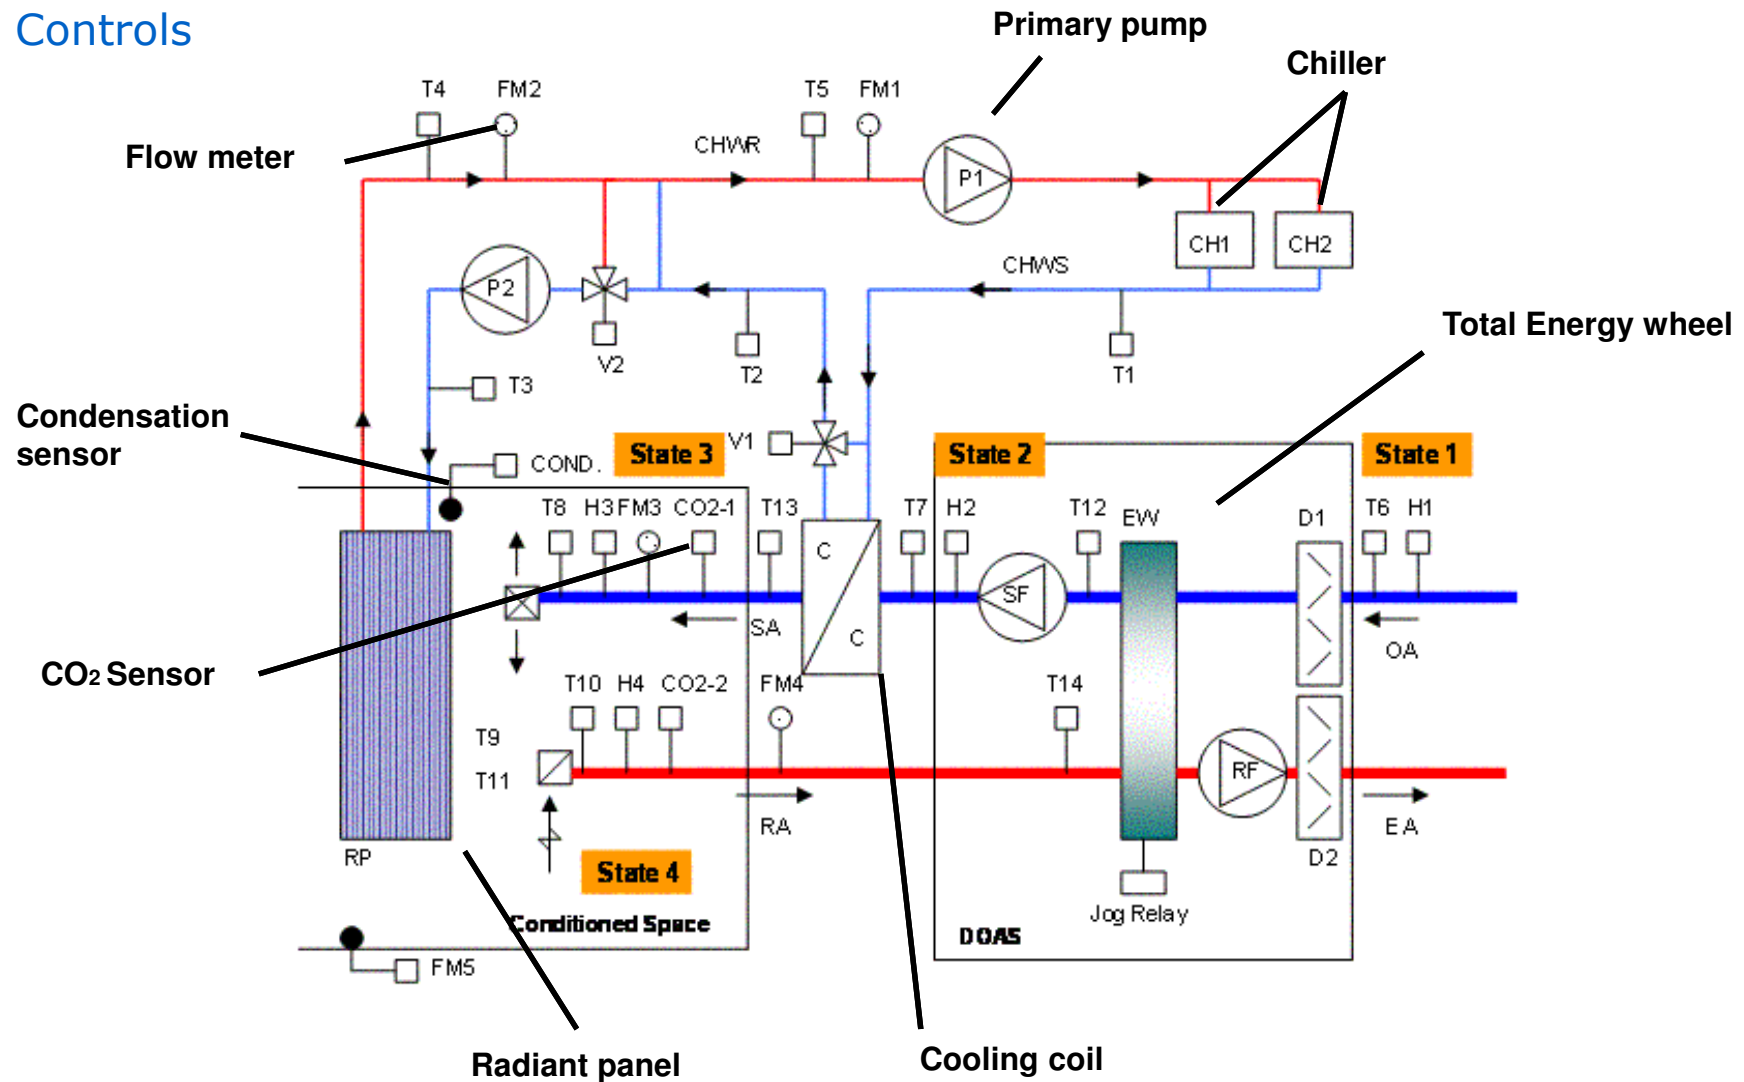 Controls
Primary pump
Chiller
T4 FM2 T5 FM1
Flow meter
CHWR
P1
CH1 CH2
CHWS
P2
Total Energy wheel
V2 T2 T1
T3
Condensation
sensor
V1
State 3 State 2 State 1
COND.
T8 H3 FM3 CO2-1 T13 T7 H2 T12 EW D1 T6 H1
C
SF
C
SA
OA
CO2 Sensor
T10 H4 CO2-2 FM4 T14
T9
T11
RF
RA EA
RP D2
State 4
Jog Relay
Conditioned Space
DOAS
FM5
Radiant panel
Cooling coil